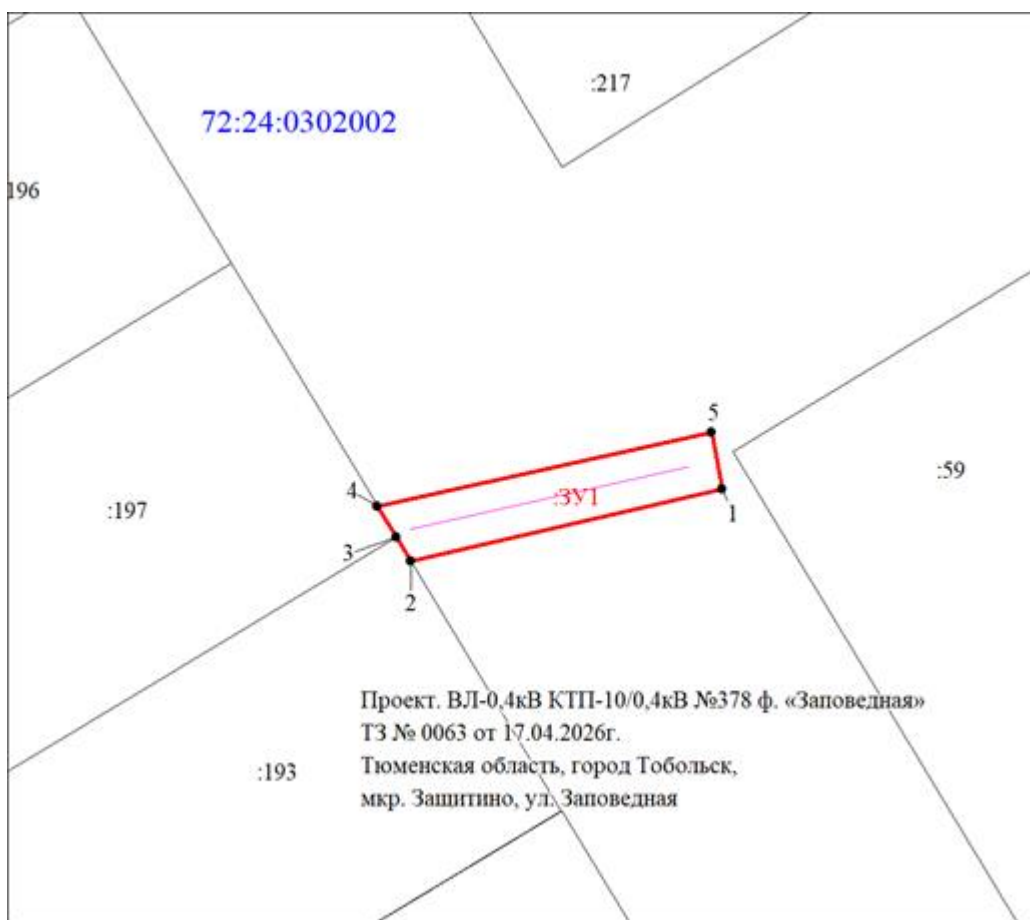 :217
72:24:0302002
196
5
:59
4
:ЗУ1
:197
1
3
2
Проект. ВЛ-0,4кВ КТП-10/0,4кВ №378 ф. «Заповедная»
ТЗ № 0063 от 17.04.2026г.
:193
Тюменская область, город Тобольск,
мкр. Защитино, ул. Заповедная